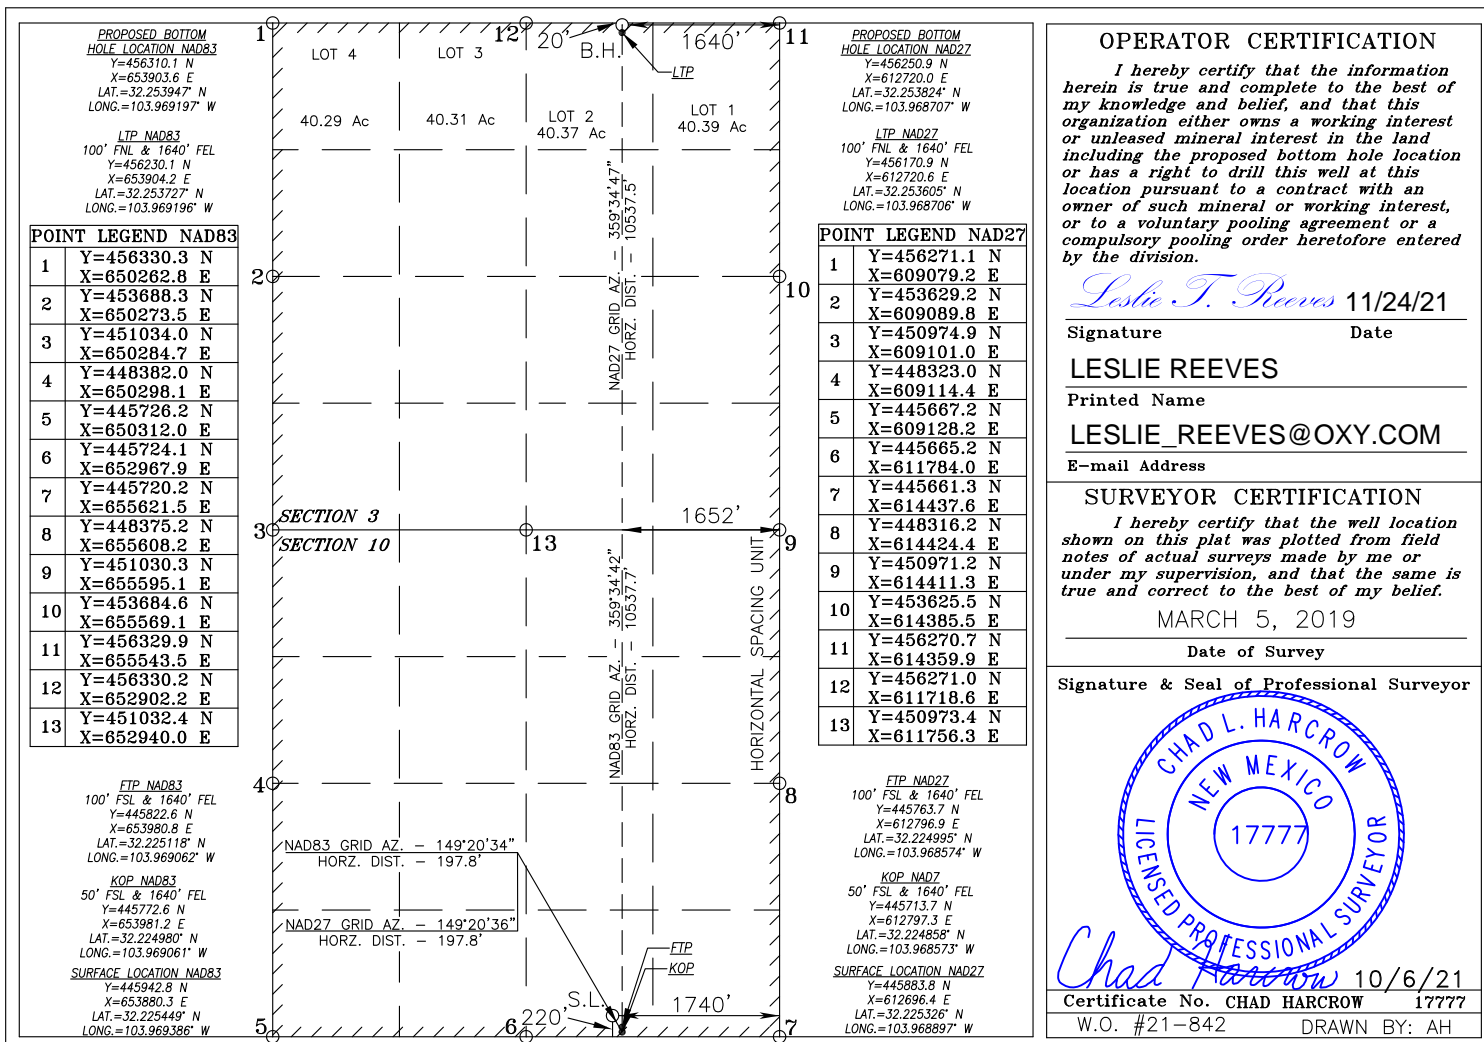 PROPOSED BOTTOM
HOLE LOCATION NAD83
Y=456310.1 N
X=653903.6 E
LAT.=32.253947° N
LONG.=103.969197° W
LTP NAD83
100' FNL & 1640' FEL
Y=456230.1 N
X=653904.2 E
LAT.=32.253727° N
LONG.=103.969196° W
POINT LEGEND NAD83
1 Y=456330.3 N
X=650262.8 E
2 Y=453688.3 N
X=650273.5 E
3 Y=451034.0 N
X=650284.7 E
4 Y=448382.0 N
X=650298.1 E
5 Y=445726.2 N
X=650312.0 E
6 Y=445724.1 N
X=652967.9 E
7 Y=445720.2 N
X=655621.5 E
8 Y=448375.2 N
X=655608.2 E
9 Y=451030.3 N
X=655595.1 E
10 Y=453684.6 N
X=655569.1 E
11 Y=456329.9 N
X=655543.5 E
12 Y=456330.2 N
X=652902.2 E
13 Y=451032.4 N
X=652940.0 E
FTP NAD83
100' FSL & 1640' FEL
Y=445822.6 N
X=653980.8 E
LAT.=32.225118° N
LONG.=103.969062° W
KOP NAD83
50' FSL & 1640' FEL
Y=445772.6 N
X=653981.2 E
LAT.=32.224980° N
LONG.=103.969061° W
SURFACE LOCATION NAD83
Y=445942.8 N
X=653880.3 E
LAT.=32.225449° N
LONG.=103.969386° W
1
12
20'
B.H.
1640'
11
LTP
LOT 4
LOT 3
LOT 2
LOT 1
40.29 Ac
40.31 Ac
40.37 Ac
40.39 Ac
NAD27 GRID AZ. - 359°34'47"
HORZ. DIST. - 10537.5'
2
10
SECTION 3
3
SECTION 10
13
1652'
9
NAD83 GRID AZ. - 359°34'42"
HORZ. DIST. - 10537.7'
HORIZONTAL SPACING UNIT
4
8
NAD83 GRID AZ. - 149°20'34"
HORZ. DIST. - 197.8'
NAD27 GRID AZ. - 149°20'36"
HORZ. DIST. - 197.8'
FTP
KOP
S.L.
1740'
220'
5
6
7
PROPOSED BOTTOM
HOLE LOCATION NAD27
Y=456250.9 N
X=612720.0 E
LAT.=32.253824° N
LONG.=103.968707° W
LTP NAD27
100' FNL & 1640' FEL
Y=456170.9 N
X=612720.6 E
LAT.=32.253605° N
LONG.=103.968706° W
POINT LEGEND NAD27
1 Y=456271.1 N
X=609079.2 E
2 Y=453629.2 N
X=609089.8 E
3 Y=450974.9 N
X=609101.0 E
4 Y=448323.0 N
X=609114.4 E
5 Y=445667.2 N
X=609128.2 E
6 Y=445665.2 N
X=611784.0 E
7 Y=445661.3 N
X=614437.6 E
8 Y=448316.2 N
X=614424.4 E
9 Y=450971.2 N
X=614411.3 E
10 Y=453625.5 N
X=614385.5 E
11 Y=456270.7 N
X=614359.9 E
12 Y=456271.0 N
X=611718.6 E
13 Y=450973.4 N
X=611756.3 E
FTP NAD27
100' FSL & 1640' FEL
Y=445763.7 N
X=612796.9 E
LAT.=32.224995° N
LONG.=103.968574° W
KOP NAD7
50' FSL & 1640' FEL
Y=445713.7 N
X=612797.3 E
LAT.=32.224858° N
LONG.=103.968573° W
SURFACE LOCATION NAD27
Y=445883.8 N
X=612696.4 E
LAT.=32.225326° N
LONG.=103.968897° W
OPERATOR CERTIFICATION
I hereby certify that the information
herein is true and complete to the best of
my knowledge and belief, and that this
organization either owns a working interest
or unleased mineral interest in the land
including the proposed bottom hole location
or has a right to drill this well at this
location pursuant to a contract with an
owner of such mineral or working interest,
or to a voluntary pooling agreement or a
compulsory pooling order heretofore entered
by the division.
Leslie T. Reeves 11/24/21
Signature Date
LESLIE REEVES
Printed Name
LESLIE_REEVES@OXY.COM
E-mail Address
SURVEYOR CERTIFICATION
I hereby certify that the well location
shown on this plat was plotted from field
notes of actual surveys made by me or
under my supervision, and that the same is
true and correct to the best of my belief.
MARCH 5, 2019
Date of Survey
Signature & Seal of Professional Surveyor
CHAD L. HARCROW
NEW MEXICO
17777
LICENSED PROFESSIONAL SURVEYOR
Chad Harcrow 10/6/21
Certificate No. CHAD HARCROW 17777
W.O. #21-842 DRAWN BY: AH